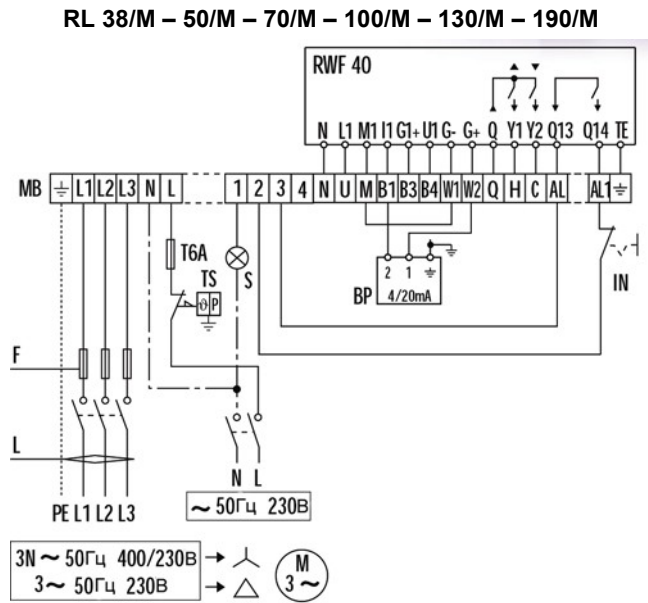 RL 38/M – 50/M – 70/M – 100/M – 130/M – 190/M
RWF 40
N L1 M1 I1 G1+ U1 G- G+ Q Y1 Y2 Q13 Q14 TE
MB L1 L2 L3 N L 1 2 3 4 N U M B1 B3 B4 W1 W2 Q H C AL AL1
T6A
TS
ϑ P
S
2 1
BP 4/20mA
IN
F
L
N L
PE L1 L2 L3
~ 50Гц 230В
3N ~ 50Гц 400/230В
3~ 50Гц 230В
M
3~